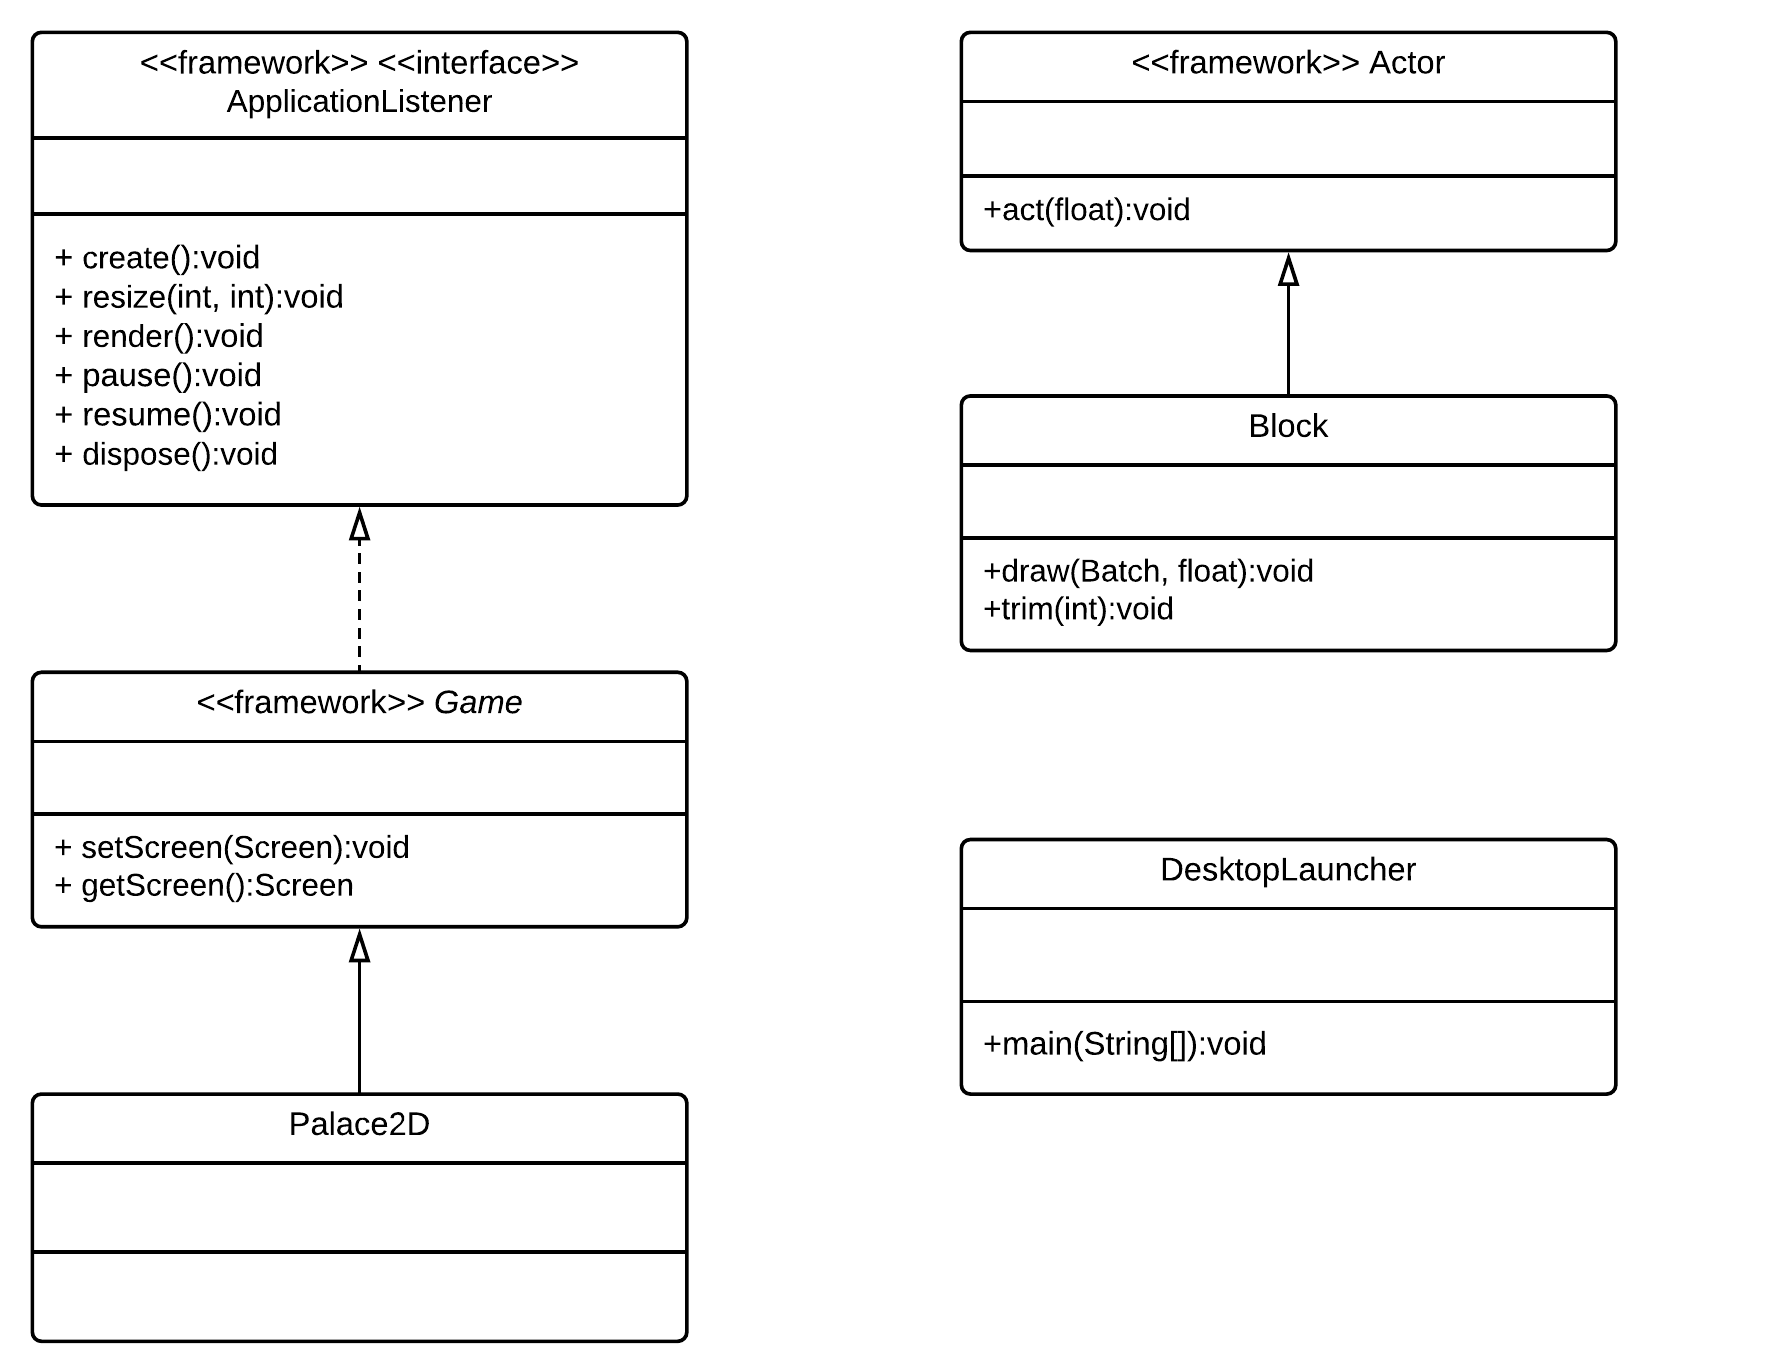 <<framework>> <<interface>>
ApplicationListener
+ create():void
+ resize(int, int):void
+ render():void
+ pause():void
+ resume():void
+ dispose():void
<<framework>> Game
+ setScreen(Screen):void
+ getScreen():Screen
Palace2D
<<framework>> Actor
+act(float):void
Block
+draw(Batch, float):void
+trim(int):void
DesktopLauncher
+main(String[]):void